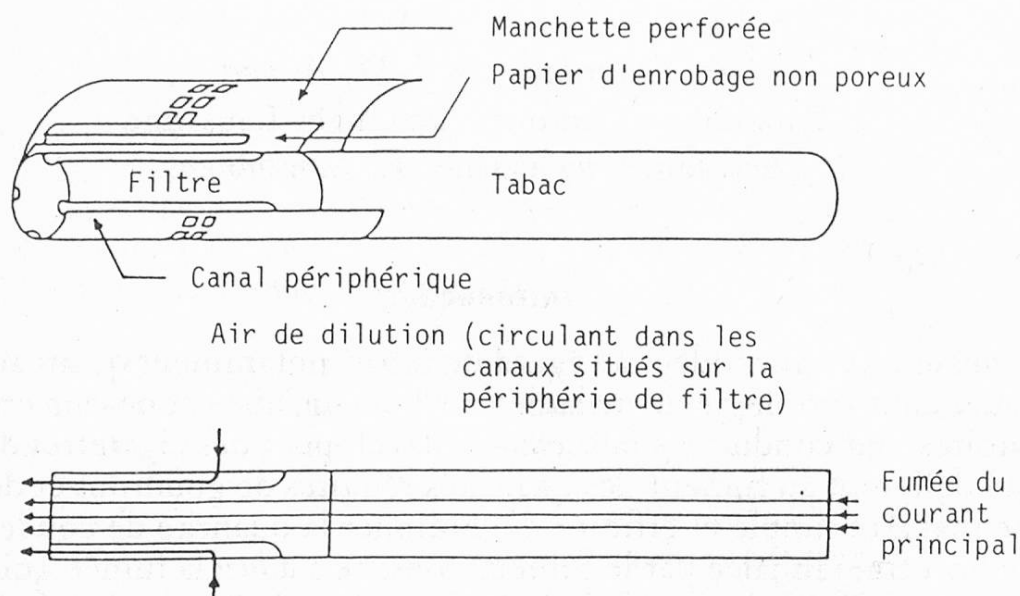 Manchette perforée
Papier d'enrobage non poreux
Filtre
Tabac
Canal périphérique
Air de dilution (circulant dans les
canaux situés sur la
périphérie de filtre)
Fumée du
courant
principal